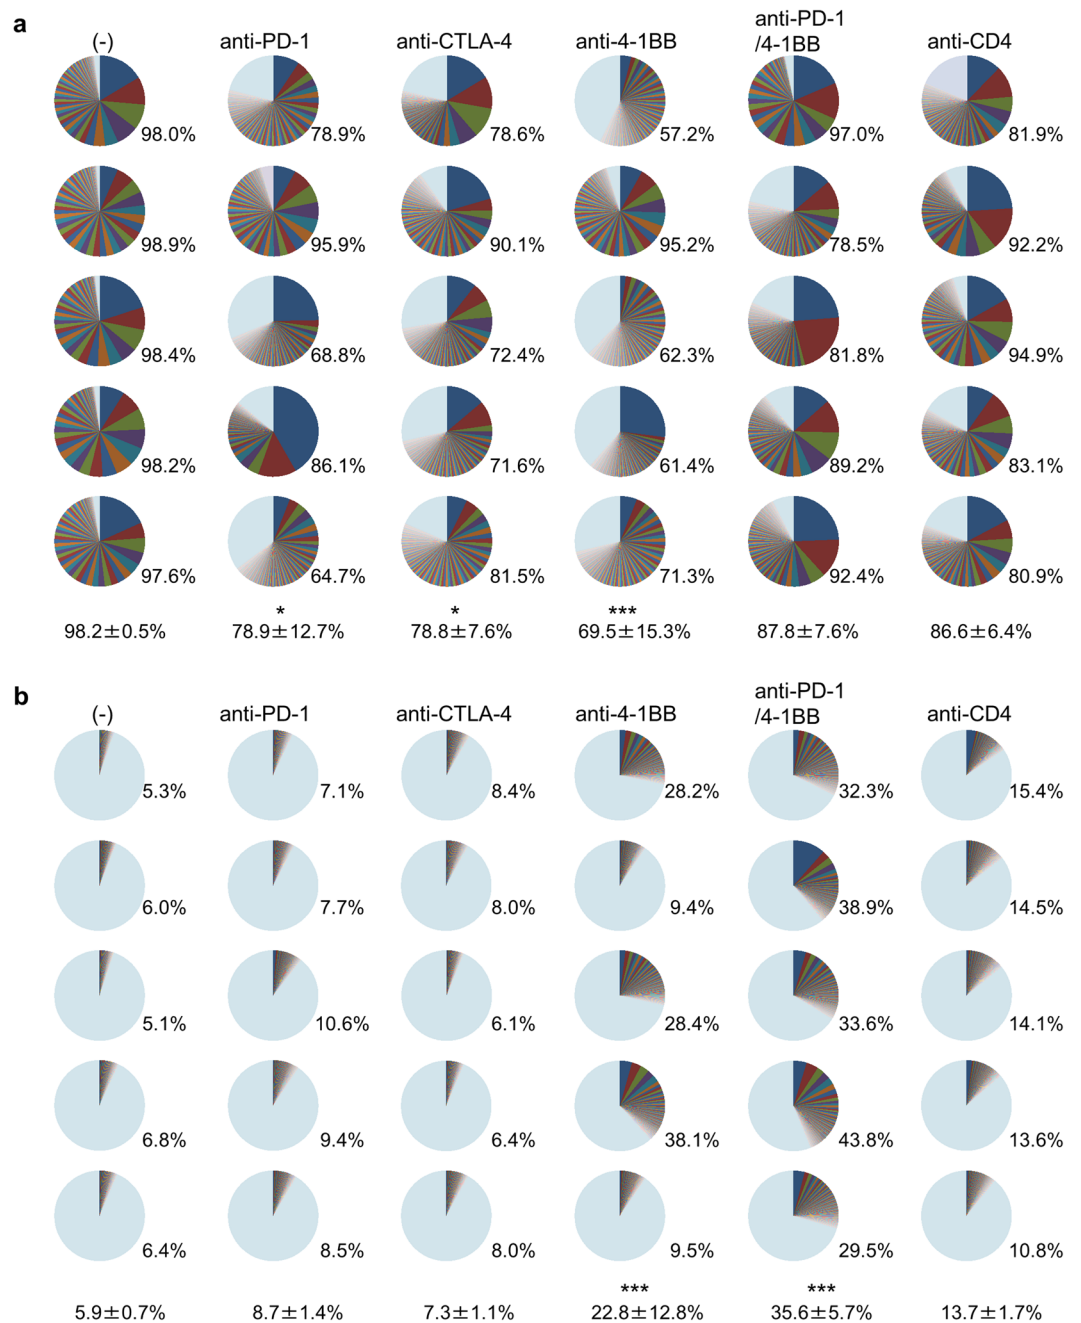 a
(-) anti-PD-1 anti-CTLA-4 anti-4-1BB anti-PD-1 /4-1BB anti-CD4
98.0% 78.9% 78.6% 57.2% 97.0% 81.9%
98.9% 95.9% 90.1% 95.2% 78.5% 92.2%
98.4% 68.8% 72.4% 62.3% 81.8% 94.9%
98.2% 86.1% 71.6% 61.4% 89.2% 83.1%
97.6% 64.7% 81.5% 71.3% 92.4% 80.9%
* * ***
98.2±0.5% 78.9±12.7% 78.8±7.6% 69.5±15.3% 87.8±7.6% 86.6±6.4%
b
(-) anti-PD-1 anti-CTLA-4 anti-4-1BB anti-PD-1 /4-1BB anti-CD4
5.3% 7.1% 8.4% 28.2% 32.3% 15.4%
6.0% 7.7% 8.0% 9.4% 38.9% 14.5%
5.1% 10.6% 6.1% 28.4% 33.6% 14.1%
6.8% 9.4% 6.4% 38.1% 43.8% 13.6%
6.4% 8.5% 8.0% 9.5% 29.5% 10.8%
*** ***
5.9±0.7% 8.7±1.4% 7.3±1.1% 22.8±12.8% 35.6±5.7% 13.7±1.7%